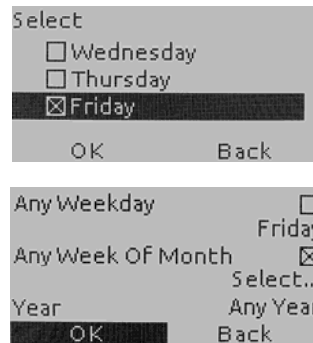 Select
Wednesday
Thursday
Friday
OK Back
Any Weekday
Friday
Any Week Of Month
Select..
Year Any Year
OK Back